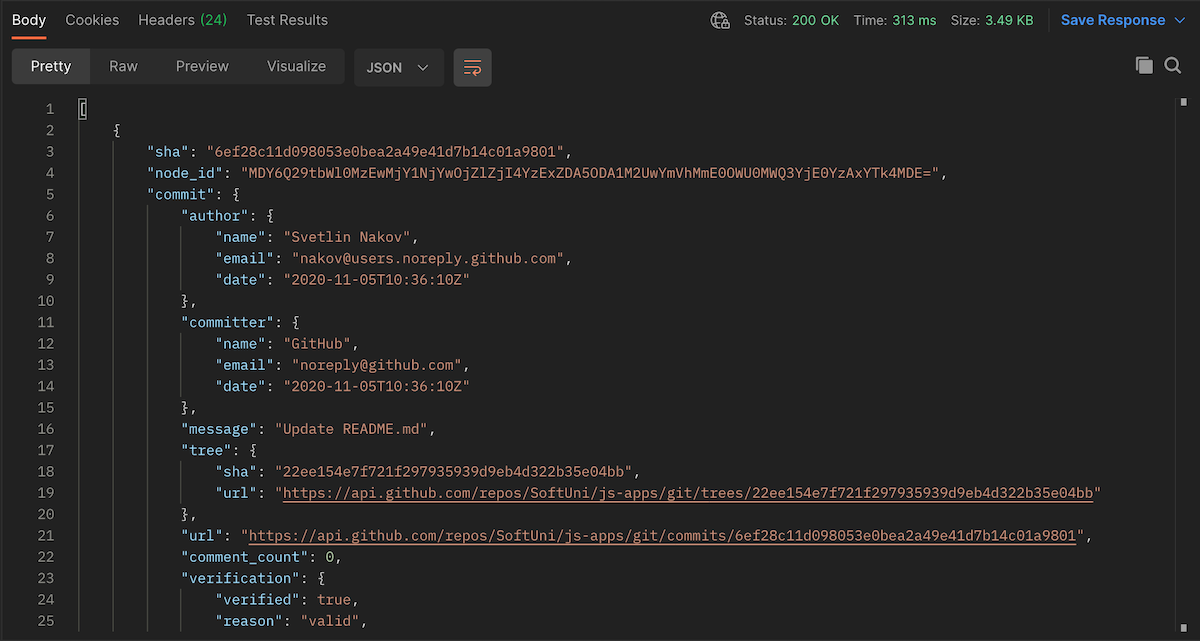 Body Cookies Headers (24) Test Results Status: 200 OK Time: 313 ms Size: 3.49 KB Save Response
Pretty Raw Preview Visualize JSON
1 [
2 {
3 "sha": "6ef28c11d098053e0bea2a49e41d7b14c01a9801",
4 "node_id": "MDY6Q29tbWl0MzEwMjY1NjYwOjZlZjI4YzExZDA5ODA1M2UwYmVhMmE0OWU0MWQ3YjE0YzAxYTk4MDE=",
5 "commit": {
6 "author": {
7 "name": "Svetlin Nakov",
8 "email": "nakov@users.noreply.github.com",
9 "date": "2020-11-05T10:36:10Z"
10 },
11 "committer": {
12 "name": "GitHub",
13 "email": "noreply@github.com",
14 "date": "2020-11-05T10:36:10Z"
15 },
16 "message": "Update README.md",
17 "tree": {
18 "sha": "22ee154e7f721f297935939d9eb4d322b35e04bb",
19 "url": "https://api.github.com/repos/SoftUni/js-apps/git/trees/22ee154e7f721f297935939d9eb4d322b35e04bb"
20 },
21 "url": "https://api.github.com/repos/SoftUni/js-apps/git/commits/6ef28c11d098053e0bea2a49e41d7b14c01a9801",
22 "comment_count": 0,
23 "verification": {
24 "verified": true,
25 "reason": "valid",